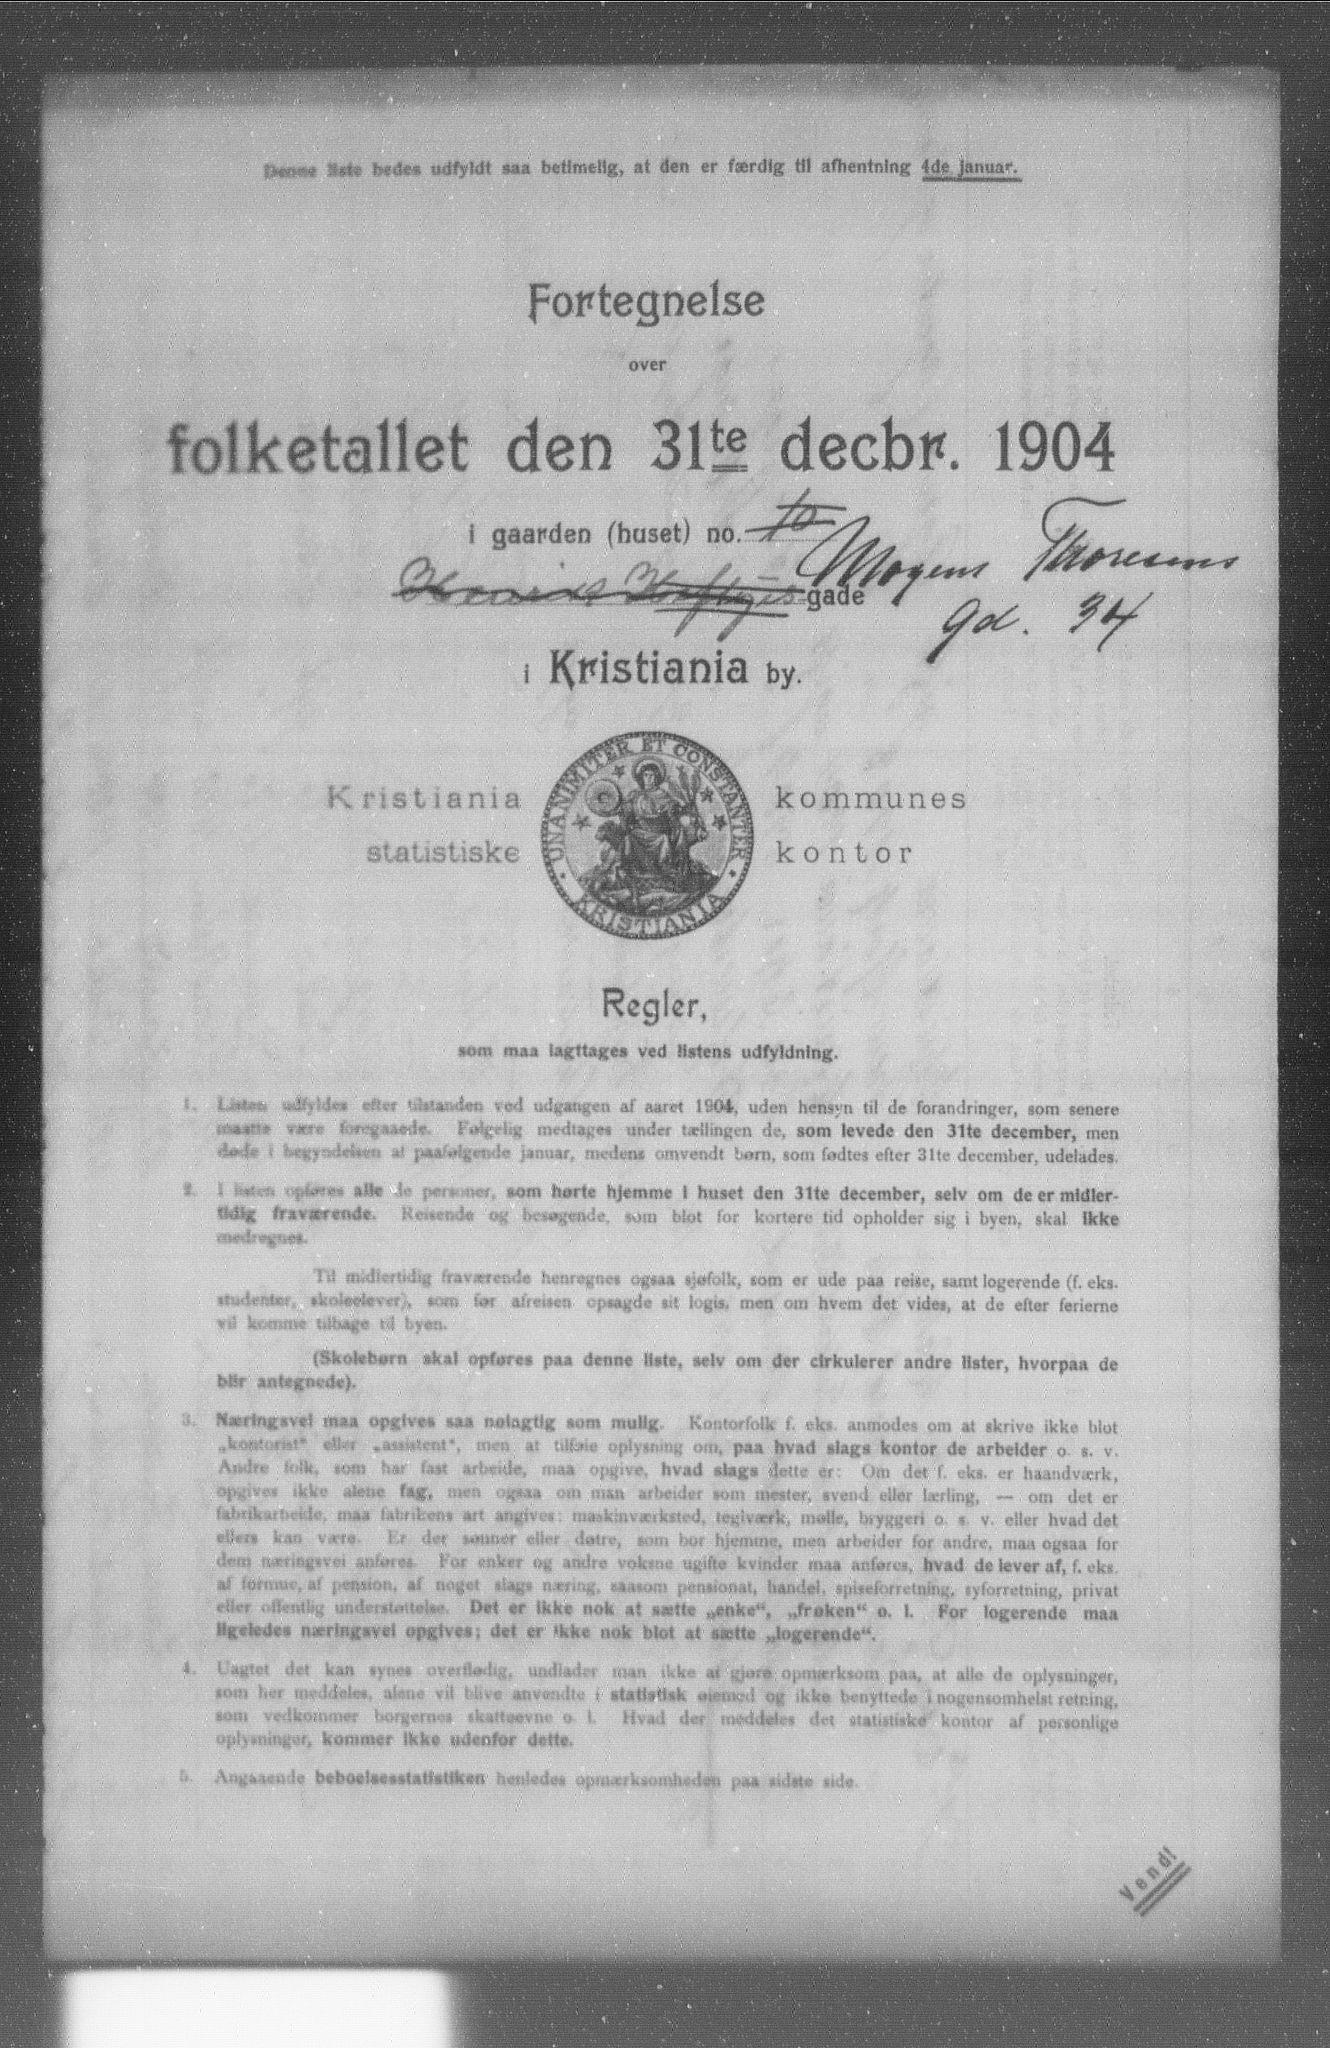 Denne liste bedes udfyldt saa betimelig, at den er færdig til afhentning 4de januar.
Fortegnelse
over
folketallet den 31te decbr. 1904
i gaarden (huset) no. 10
Mogens Thoresens
gade
gd. 34
i Kristiania by.
UNANIMITER ET CONSTANTER
KRISTIANIA
Kristiania kommunes
statistiske kontor
Regler,
som maa iagttages ved listens udfyldning.
1. Listen udfyldes efter tilstanden ved udgangen af aaret 1904, uden hensyn til de forandringer, som senere
maatte være foregaaede. Følgelig medtages under tællingen de, som levede den 31te december, men
døde i begyndelsen af paafølgende januar, medens omvendt børn, som fødtes efter 31te december, udelades.
2. I listen opføres alle de personer, som hørte hjemme i huset den 31te december, selv om de er midler-
tidig fraværende. Reisende og besøgende, som blot for kortere tid opholder sig i byen, skal ikke
medregnes.
Til midlertidig fraværende henregnes ogsaa sjøfolk, som er ude paa reise, samt logerende (f. eks.
studenter, skoleelever), som før afreisen opsagde sit logis, men om hvem det vides, at de efter ferierne
vil komme tilbage til byen.
(Skolebørn skal opføres paa denne liste, selv om der cirkulerer andre lister, hvorpaa de
blir antegnede).
3. Næringsvei maa opgives saa nøiagtig som mulig. Kontorfolk f. eks. anmodes om at skrive ikke blot
„kontorist“ eller „assistent“, men at tilføie oplysning om, paa hvad slags kontor de arbeider o. s. v.
Andre folk, som har fast arbeide, maa opgive, hvad slags dette er: Om det f. eks. er haandværk,
opgives ikke alene fag, men ogsaa om man arbeider som mester, svend eller lærling, — om det er
fabrikarbeide, maa fabrikens art angives: maskinværksted, teglværk, mølle, bryggeri o. s. v. eller hvad det
ellers kan være. Er der sønner eller døtre, som bor hjemme, men arbeider for andre, maa ogsaa for
dem næringsvei anføres. For enker og andre voksne ugifte kvinder maa anføres, hvad de lever af, f. eks.
af formue, af pension, af noget slags næring, saasom pensionat, handel, spiseforretning, syforretning, privat
eller offentlig understøttelse. Det er ikke nok at sætte „enke“, „frøken“ o. l. For logerende maa
ligeledes næringsvei opgives; det er ikke nok blot at sætte „logerende“.
4. Uagtet det kan synes overflødig, undlader man ikke at gjøre opmærksom paa, at alle de oplysninger,
som her meddeles, alene vil blive anvendte i statistisk øiemed og ikke benyttede i nogensomhelst retning,
som vedkommer borgernes skatteevne o. l. Hvad der meddeles det statistiske kontor af personlige
oplysninger, kommer ikke udenfor dette.
5. Angaaende beboelsesstatistiken henledes opmærksomheden paa sidste side.
Vend!